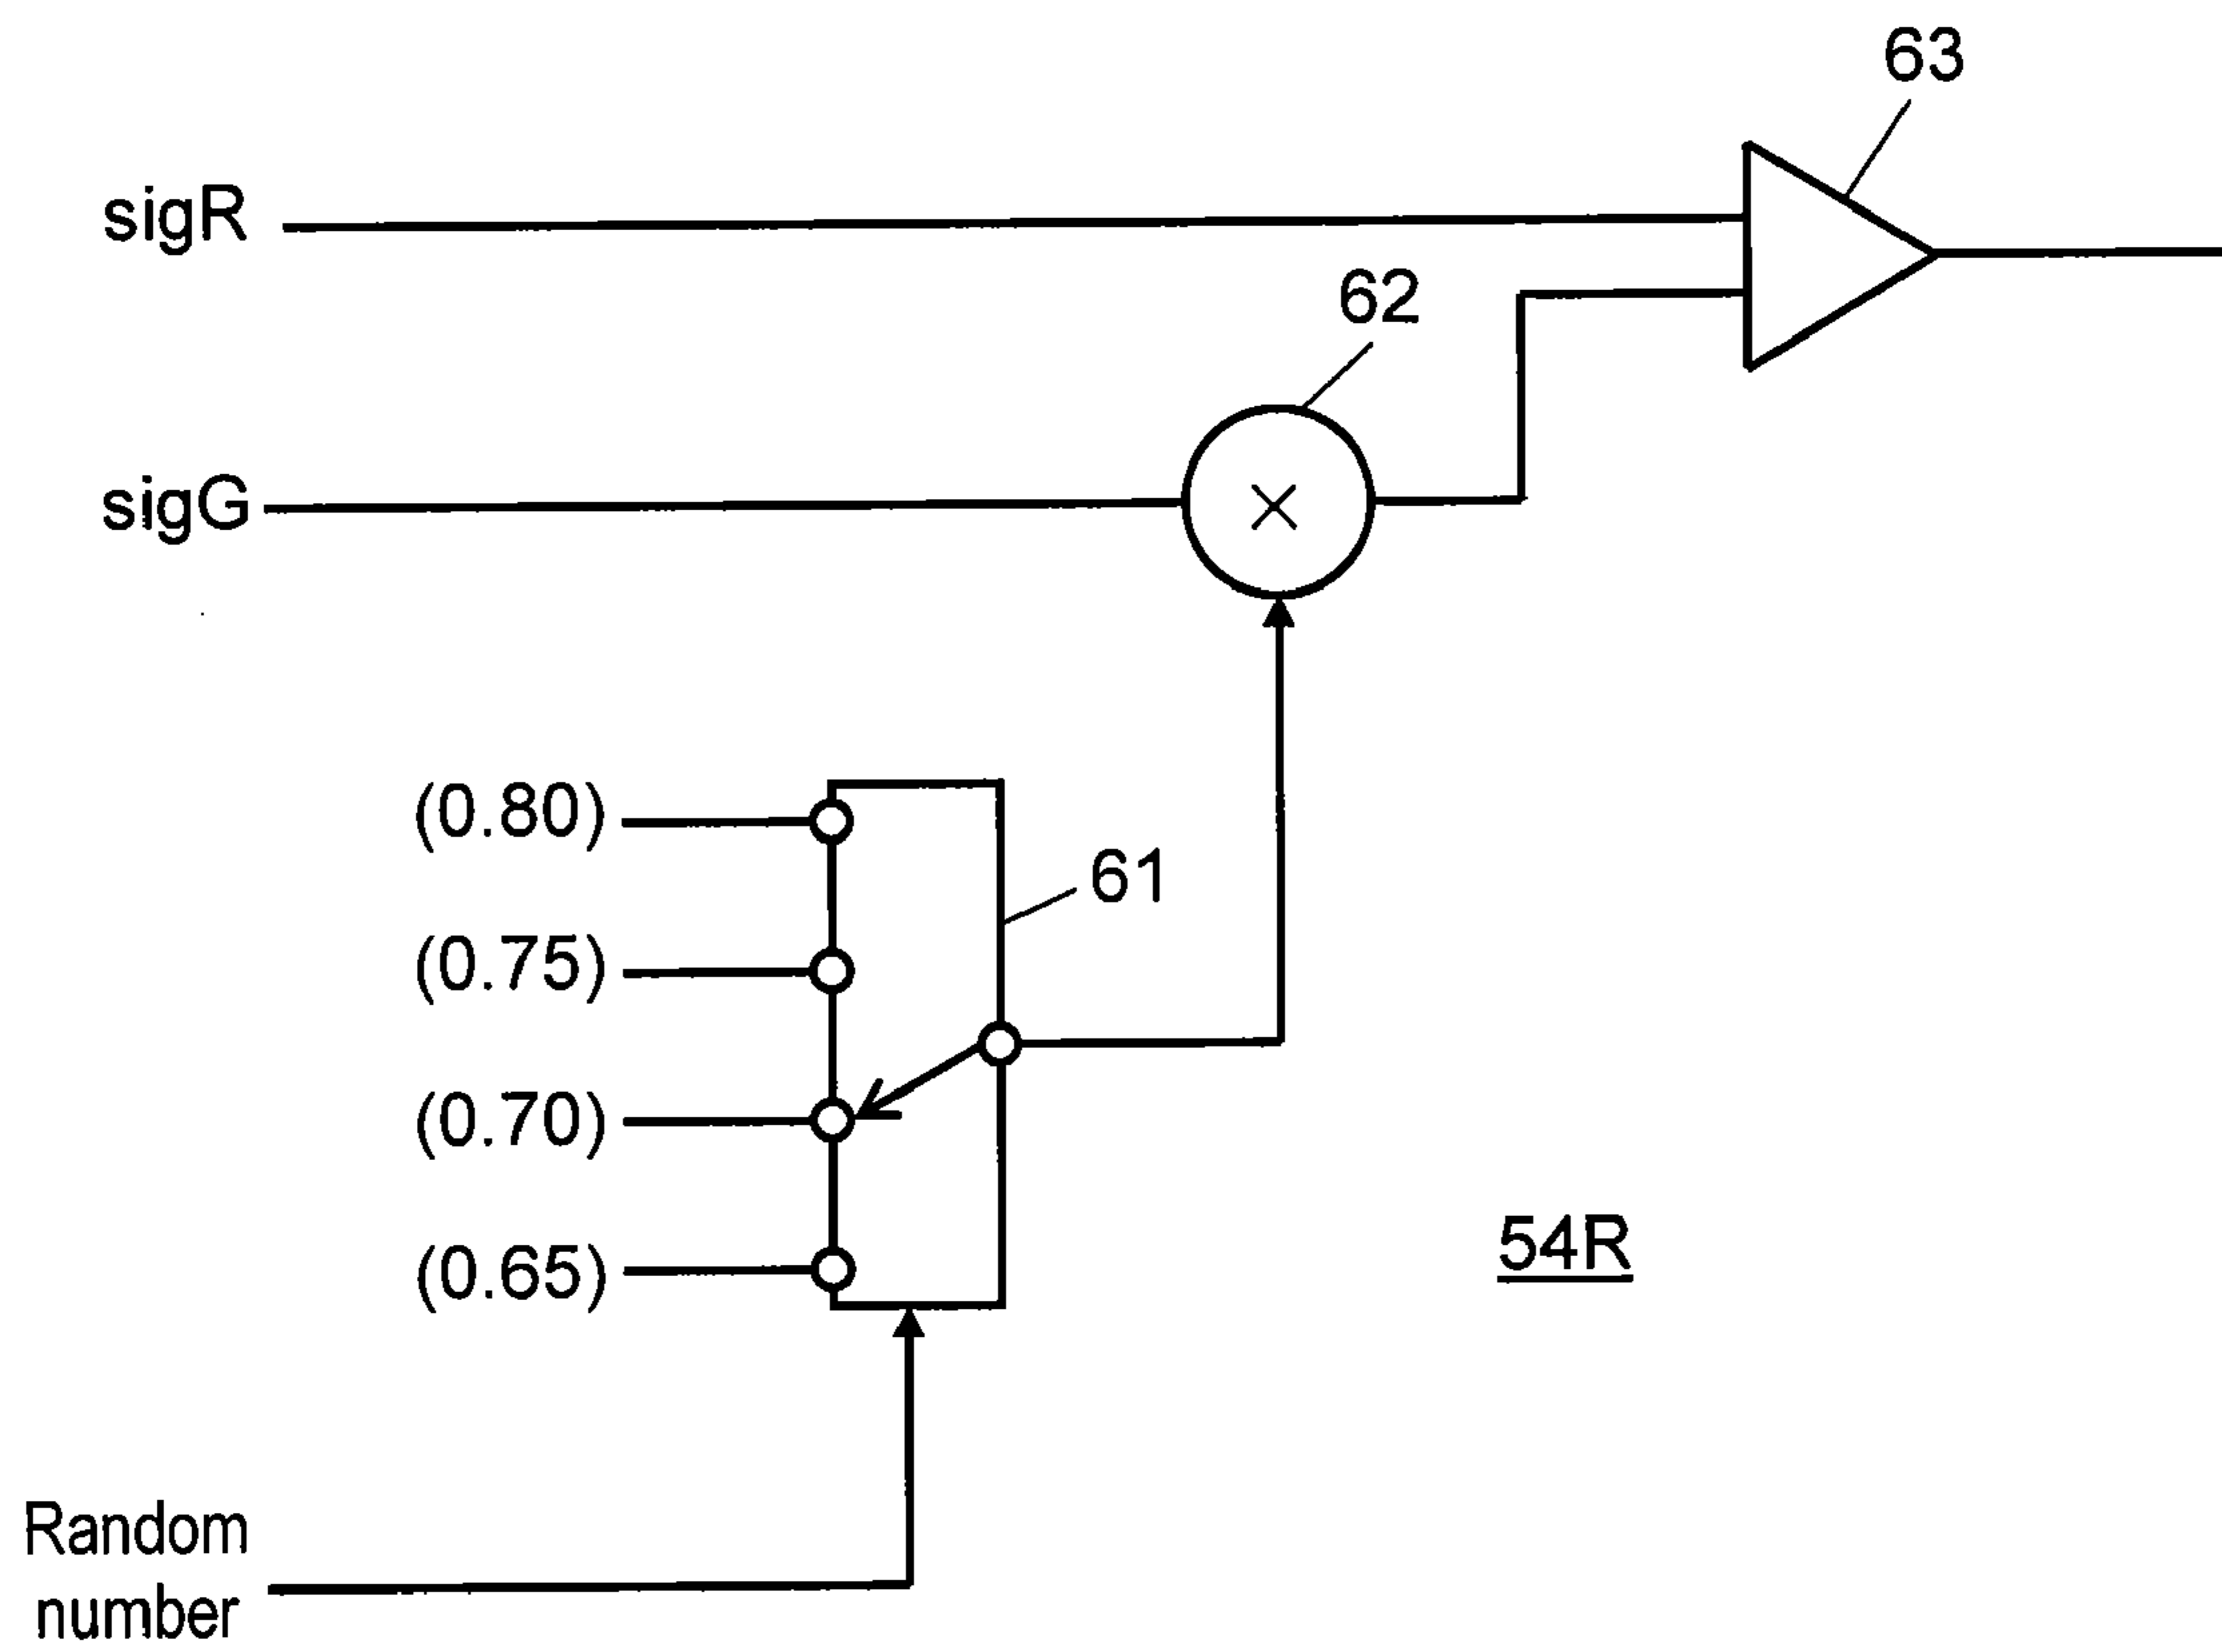 63
sigR
62
sigG
×
(0.80)
61
(0.75)
(0.70)
54R
(0.65)
Random
number